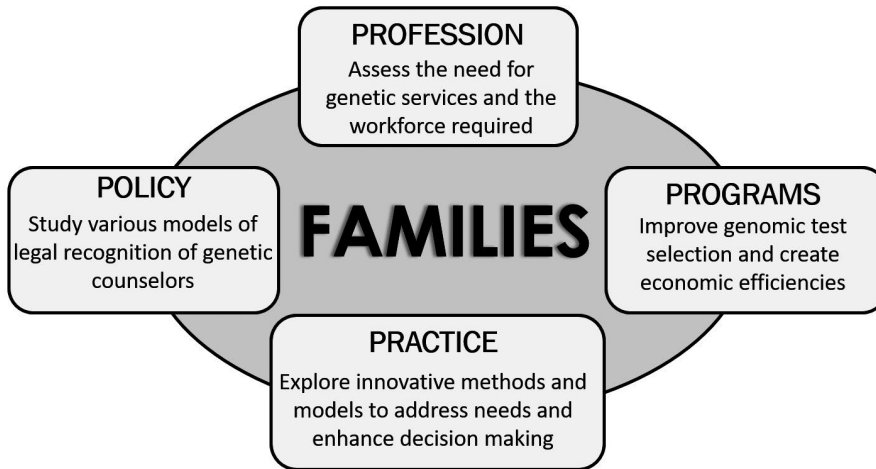 PROFESSION
Assess the need for
genetic services and the
workforce required
POLICY
Study various models of
legal recognition of genetic
counselors
FAMILIES
PROGRAMS
Improve genomic test
selection and create
economic efficiencies
PRACTICE
Explore innovative methods and
models to address needs and
enhance decision making